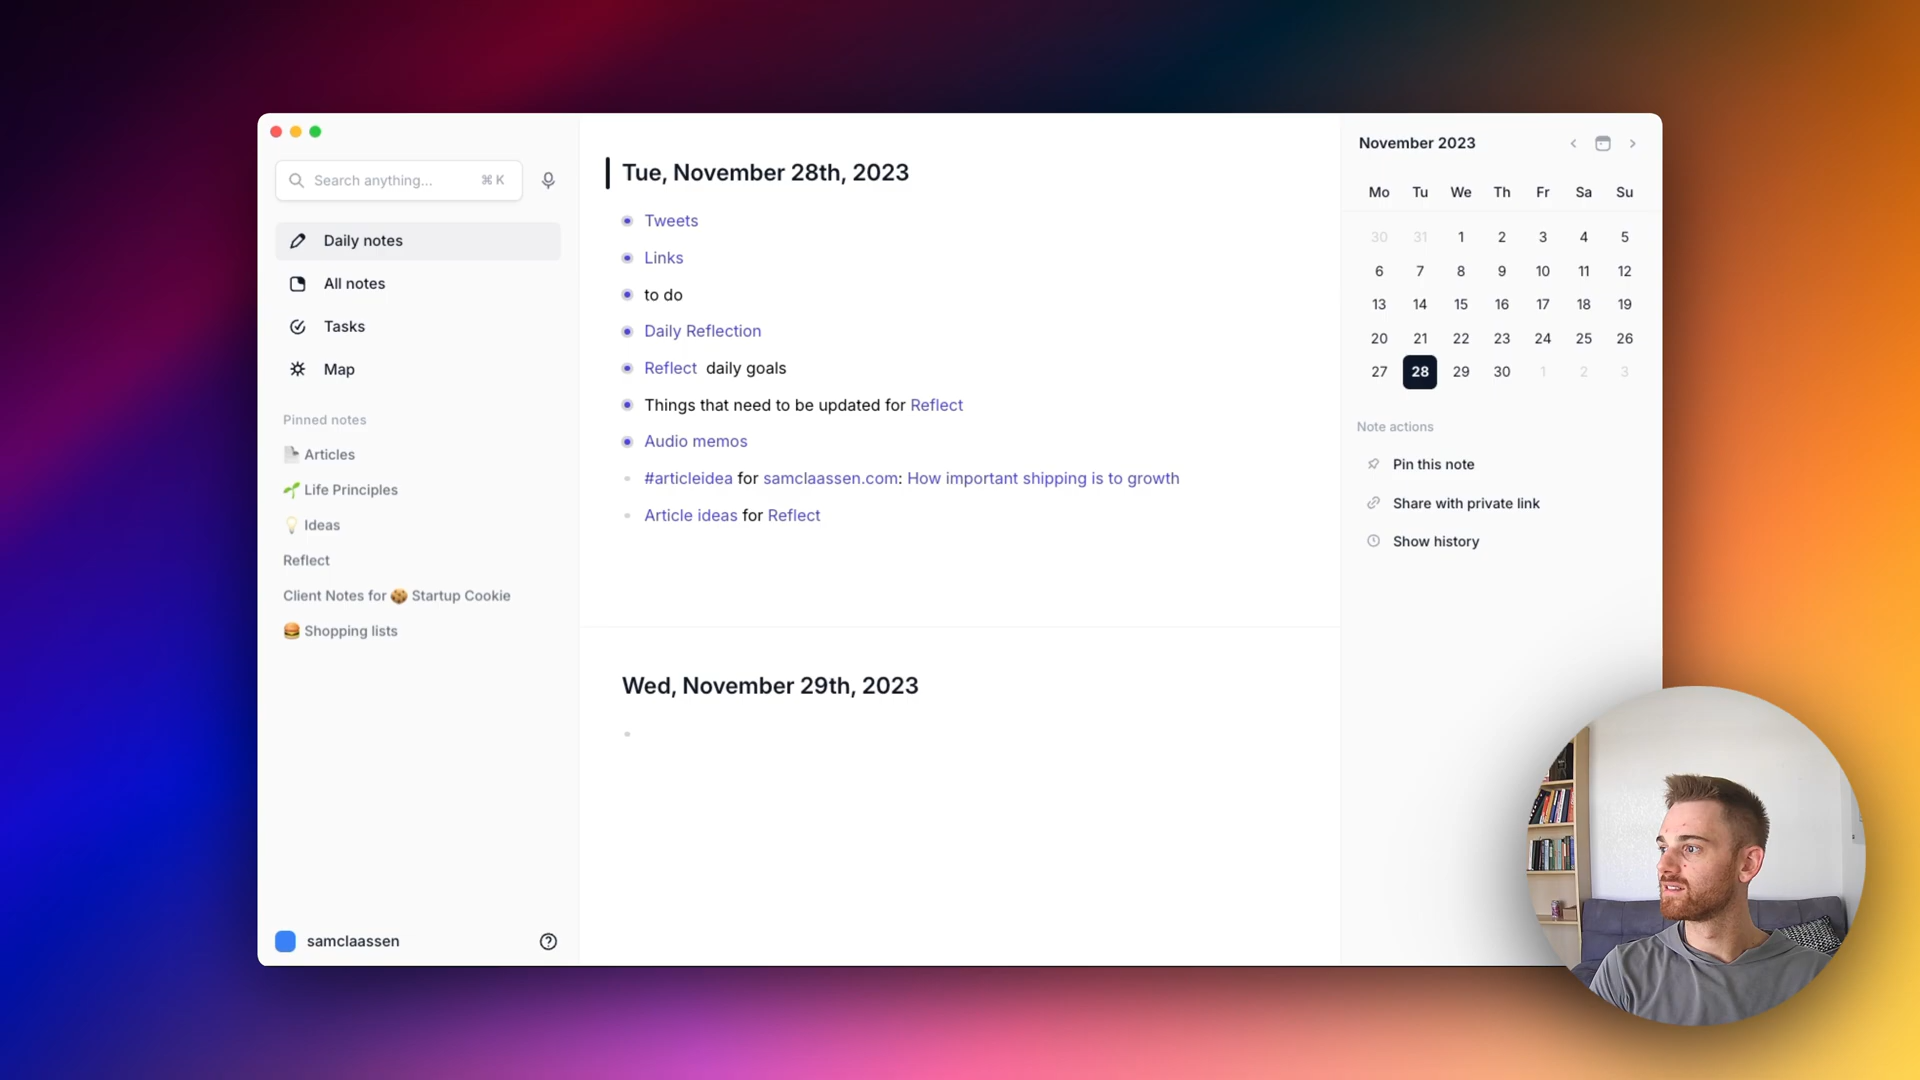 Search anything... ⌘ K
Daily notes
All notes
Tasks
Map
Pinned notes
Articles
Life Principles
Ideas
Reflect
Client Notes for 🍪 Startup Cookie
🍔 Shopping lists
samclaassen
Tue, November 28th, 2023
Tweets
Links
to do
Daily Reflection
Reflect daily goals
Things that need to be updated for Reflect
Audio memos
#articleidea for samclaassen.com: How important shipping is to growth
Article ideas for Reflect
Wed, November 29th, 2023
November 2023
Mo Tu We Th Fr Sa Su
30 31 1 2 3 4 5
6 7 8 9 10 11 12
13 14 15 16 17 18 19
20 21 22 23 24 25 26
27 28 29 30 1 2 3
Note actions
Pin this note
Share with private link
Show history